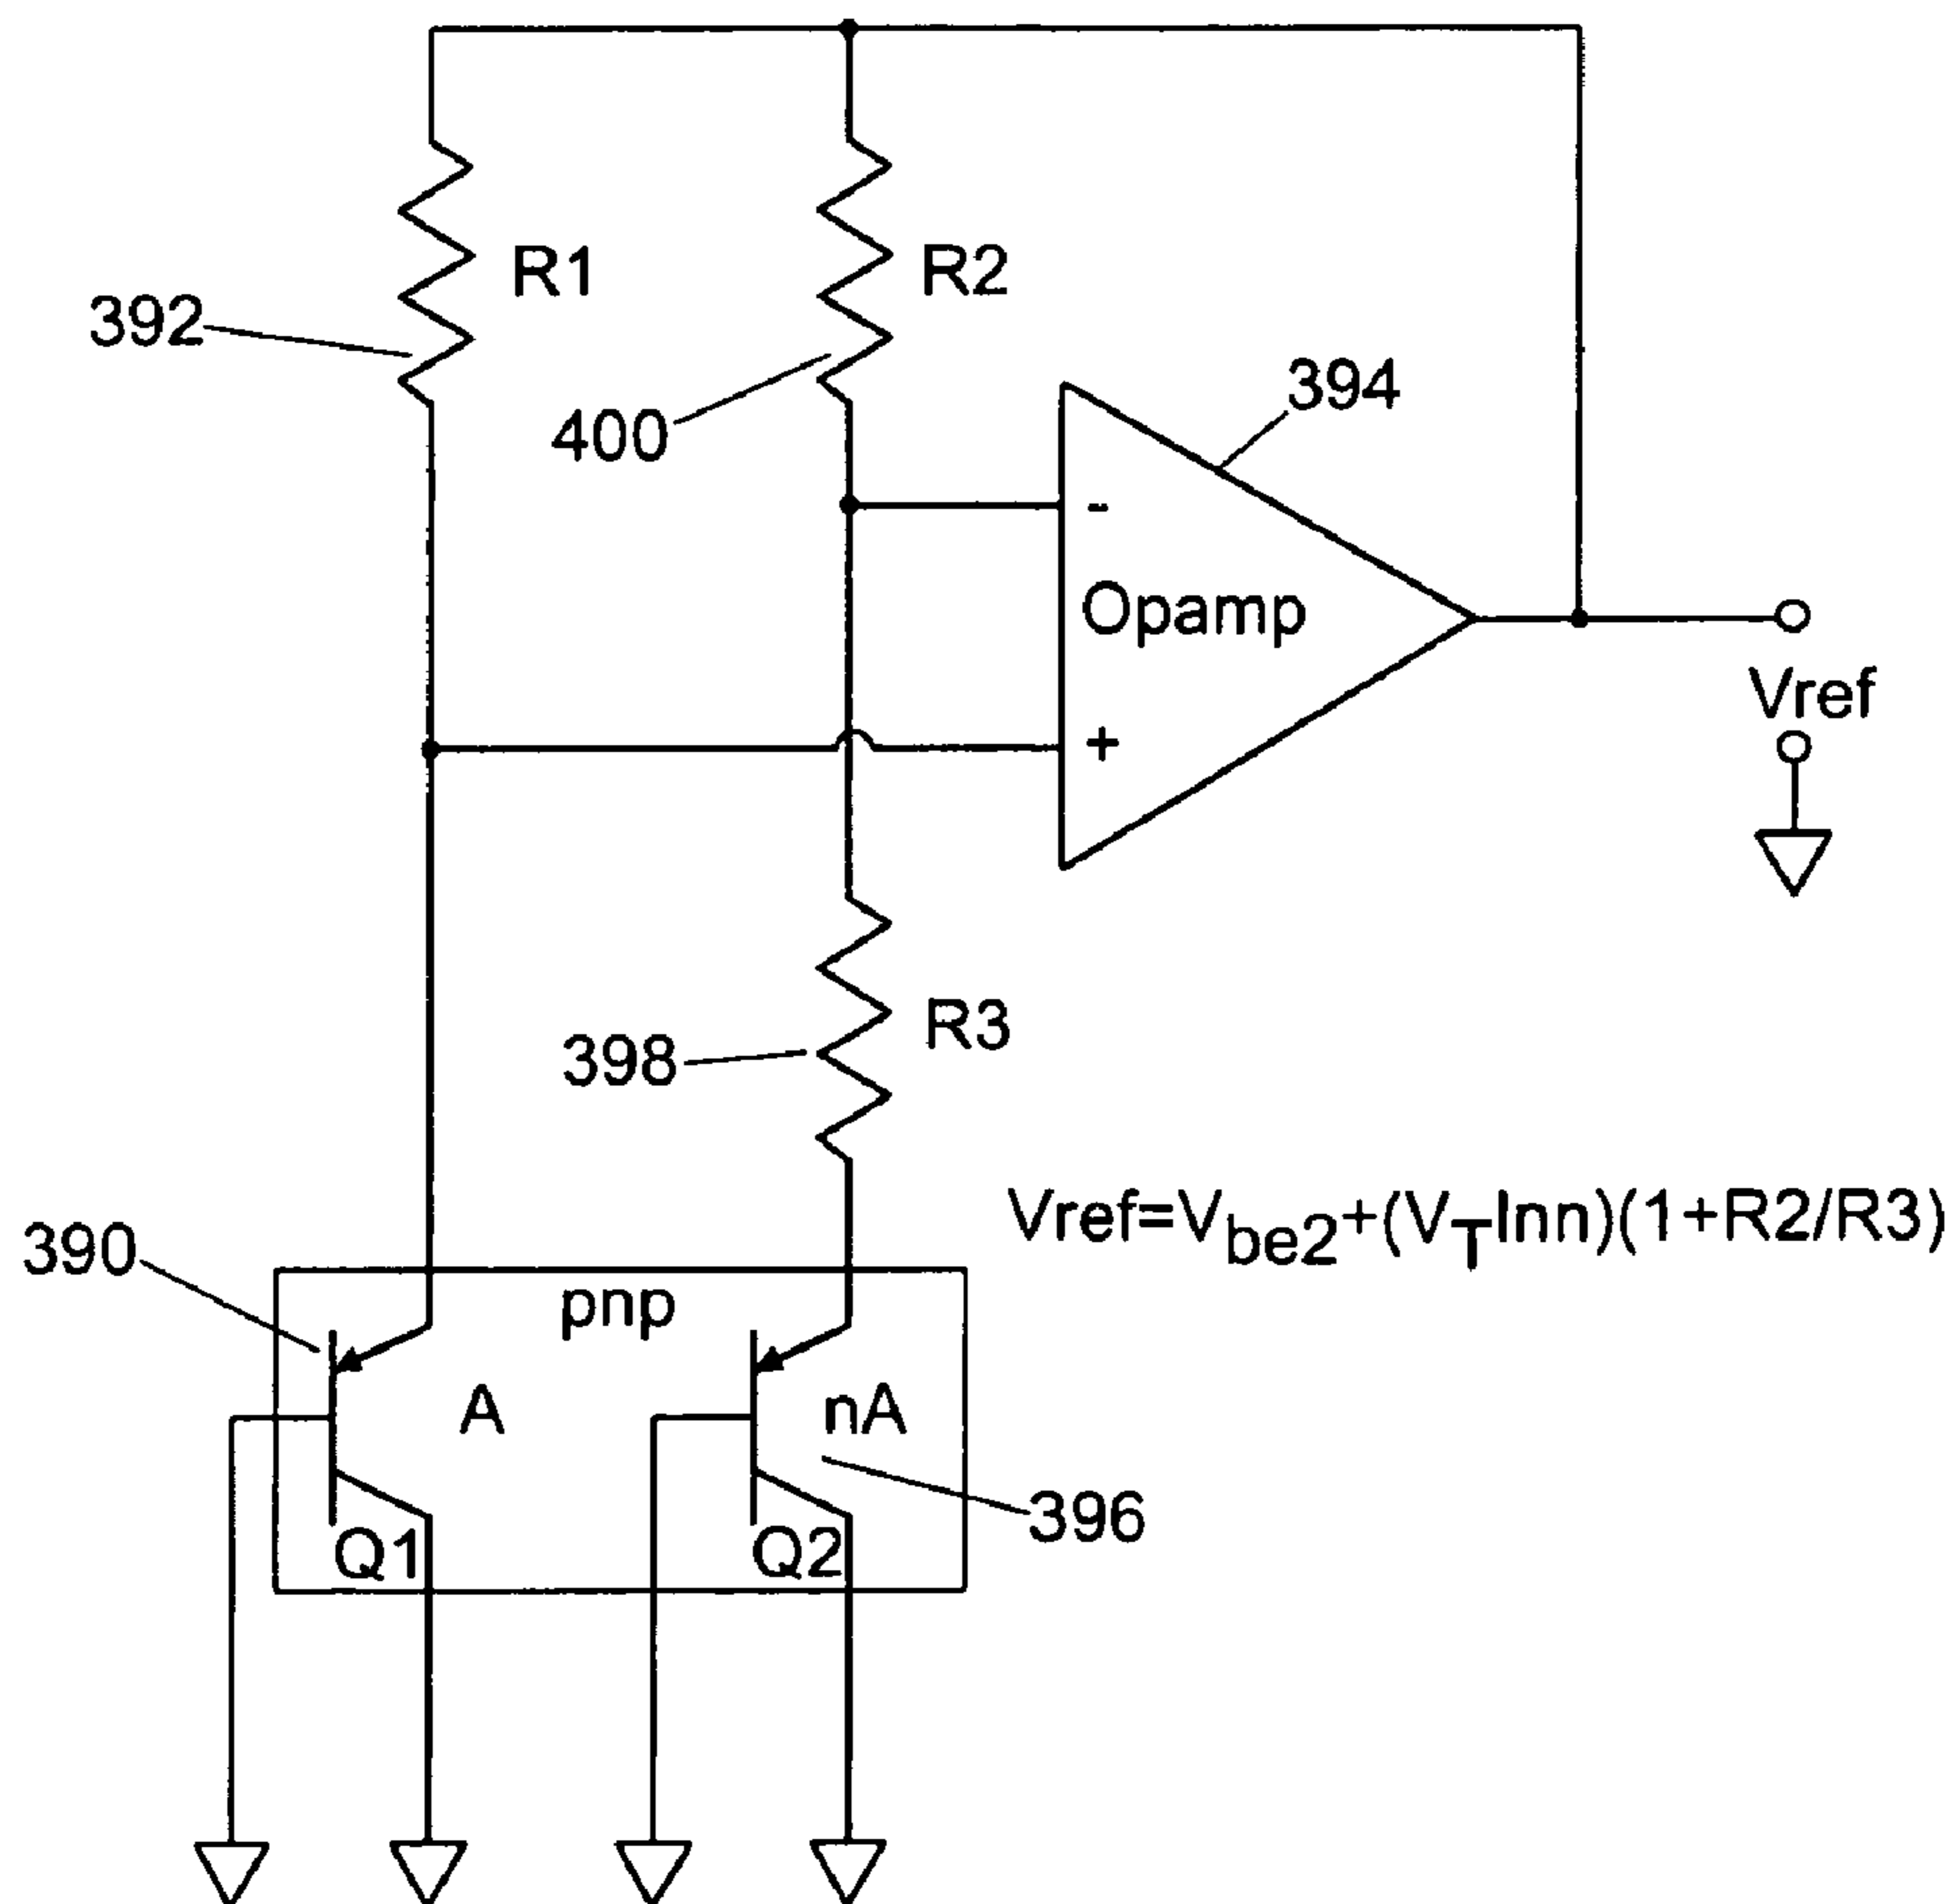 R1
R2
392
400
394
-
Opamp
+
Vref
R3
398
Vref=Vbe2+(VTlnn)(1+R2/R3)
390
pnp
A
nA
396
Q1
Q2